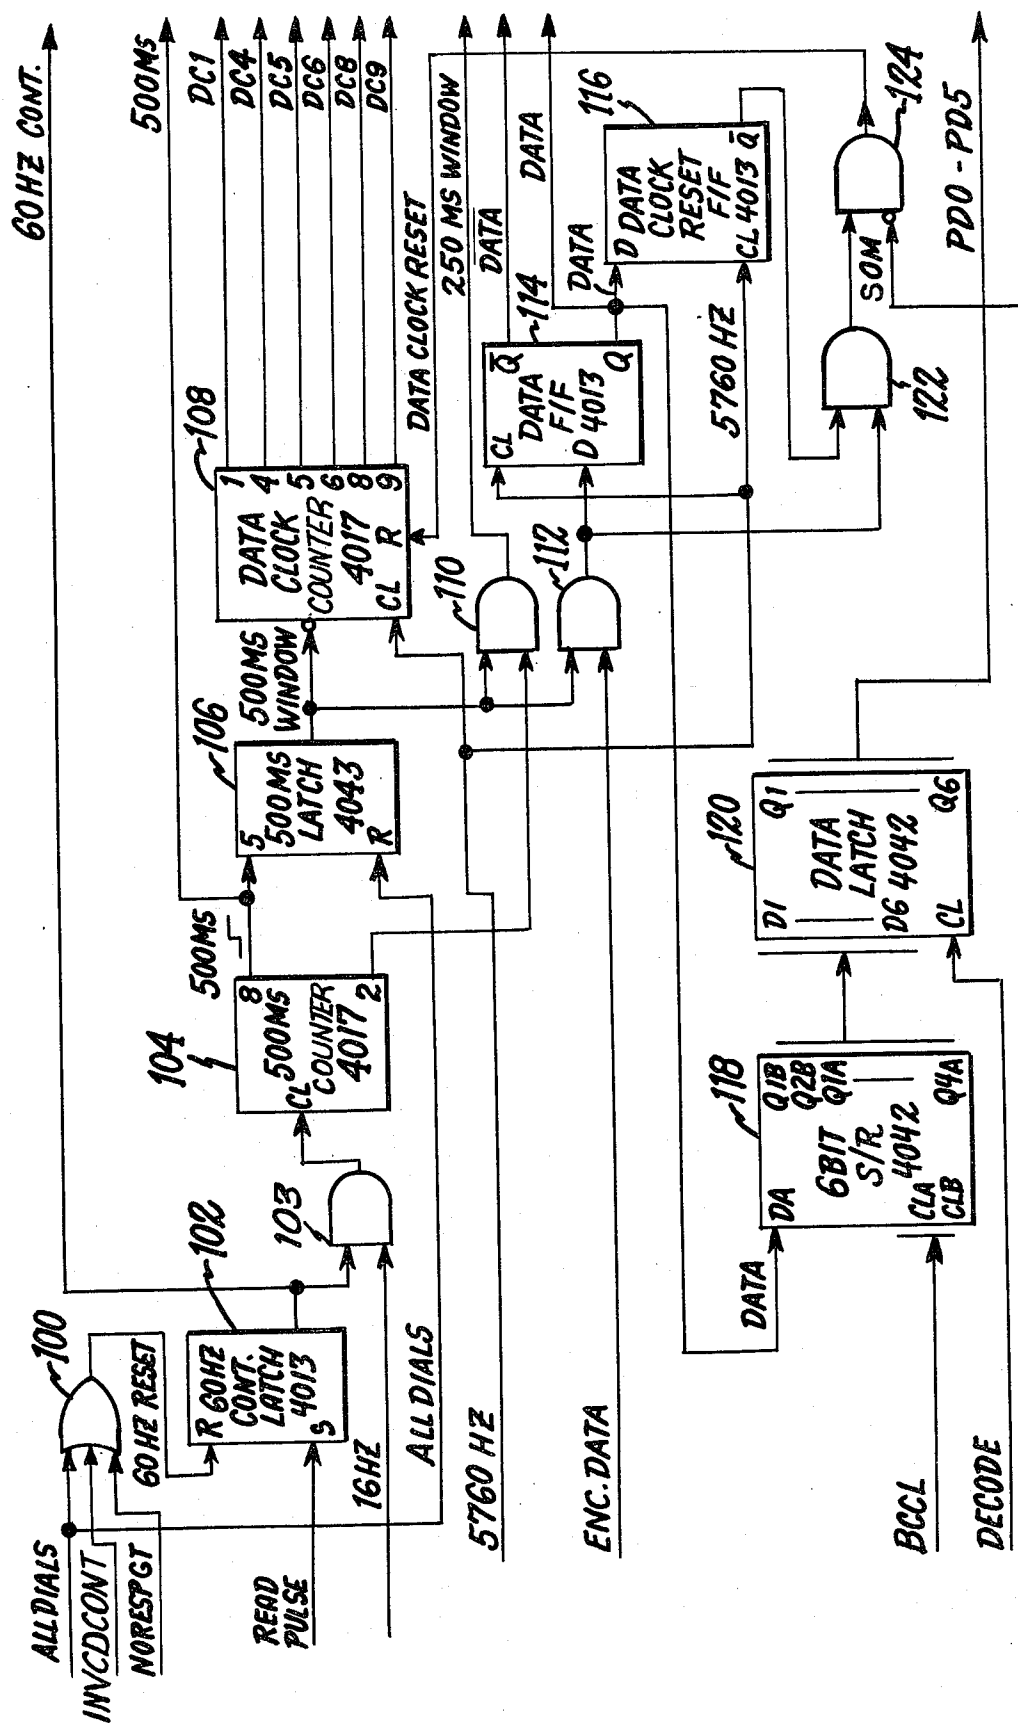 ALLDIALS
INVCDCONT
NORESPGT
100
60 HZ RESET
READ
PULSE
16HZ
R 60HZ
CONT.
LATCH
4013
S
102
103
ALL DIALS
60 HZ CONT.
104
CL 500MS
COUNTER
4017
8
2
500MS
106
5
500MS
LATCH
4043
R
500MS
WINDOW
108
DATA
CLOCK
COUNTER
4017
CL
R
1
4
5
6
8
9
500MS
DC1
DC4
DC5
DC6
DC8
DC9
DATA CLOCK RESET
250 MS WINDOW
DATA
DATA
5760 HZ
ENC. DATA
110
112
114
CL
Q
DATA
F/F
D 4013
Q
DATA
5760 HZ
116
D DATA
CLOCK
RESET
F/F
CL 4013 Q
122
SOM
124
PD0 - PD5
DATA
118
DA
6BIT
S/R
4042
CLA
CLB
Q1B
Q2B
Q1A
Q4A
BCCL
DECODE
120
D1
DATA
LATCH
D6 4042
CL
Q1
Q6